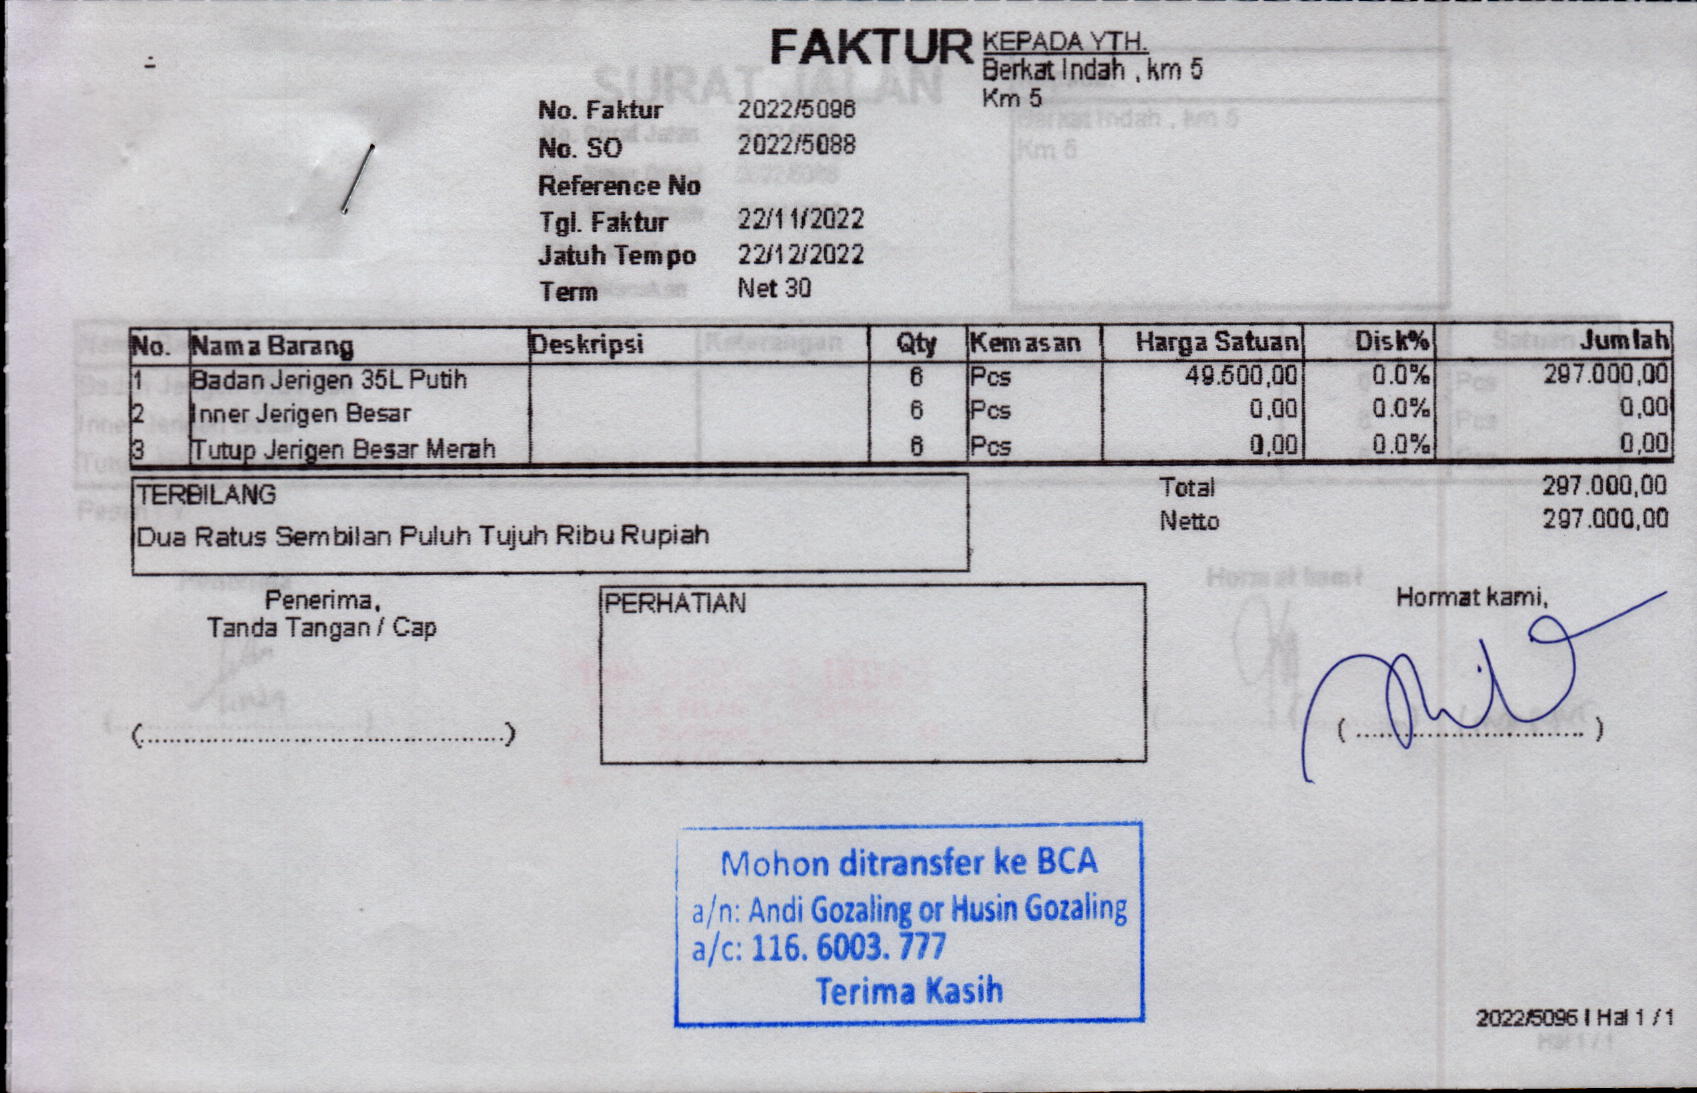 FAKTUR
KEPADA YTH.
Berkat Indah , km 5
Km 5
No. Faktur 2022/5096
No. SO 2022/5088
Reference No
Tgl. Faktur 22/11/2022
Jatuh Tempo 22/12/2022
Term Net 30
No. Nama Barang Deskripsi Qty Kemasan Harga Satuan Disk% Jumlah
1 Badan Jerigen 35L Putih 6 Pcs 49.500,00 0.0% 297.000,00
2 Inner Jerigen Besar 6 Pcs 0,00 0.0% 0,00
3 Tutup Jerigen Besar Merah 6 Pcs 0,00 0.0% 0,00
TERBILANG
Dua Ratus Sembilan Puluh Tujuh Ribu Rupiah
Total 297.000,00
Netto 297.000,00
Penerima,
Tanda Tangan / Cap
(..................................................)
PERHATIAN
Hormat kami,
( ................................ )
Mohon ditransfer ke BCA
a/n: Andi Gozaling or Husin Gozaling
a/c: 116. 6003. 777
Terima Kasih
2022/5096 | Hal 1 / 1